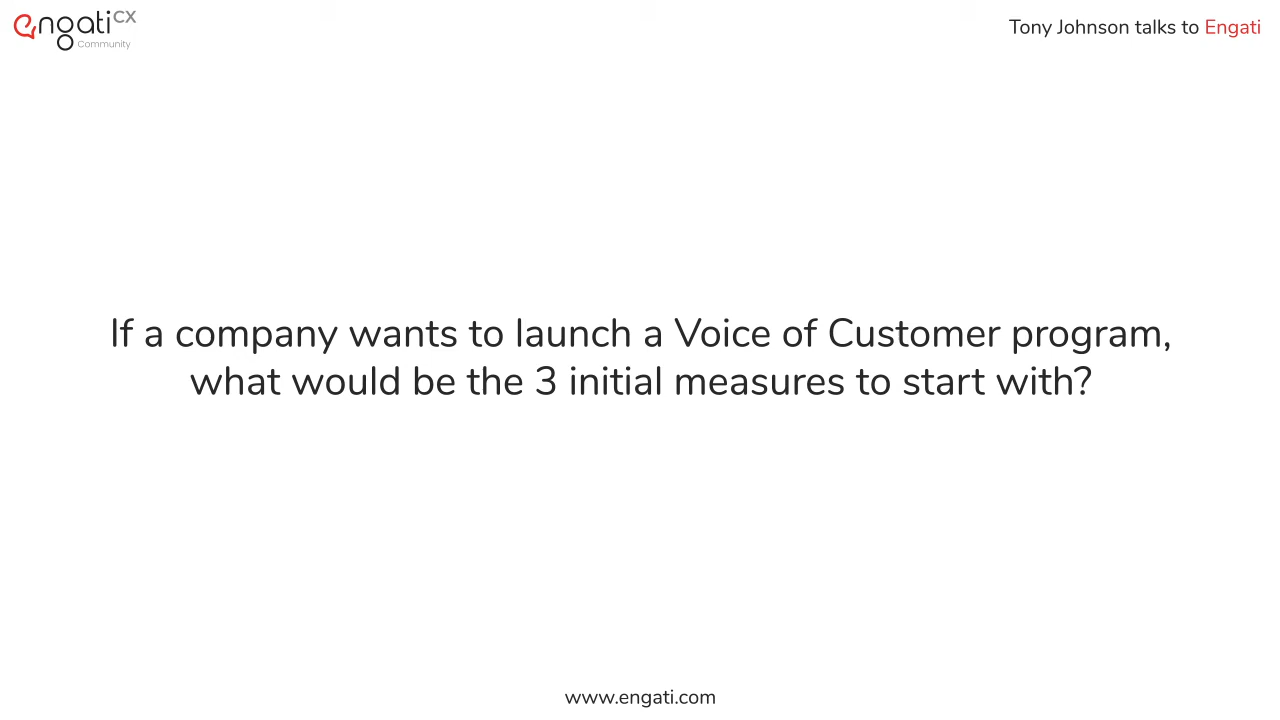 engati CX
Community
Tony Johnson talks to Engati
If a company wants to launch a Voice of Customer program,
what would be the 3 initial measures to start with?
www.engati.com